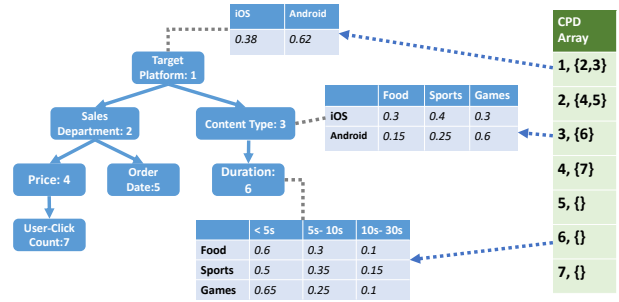 iOS Android
0.38 0.62
CPD
Array
1, {2,3}
2, {4,5}
3, {6}
4, {7}
5, {}
6, {}
7, {}
Target
Platform: 1
Sales
Department: 2
Content Type: 3
Food Sports Games
iOS 0.3 0.4 0.3
Android 0.15 0.25 0.6
Price: 4
Order
Date:5
Duration:
6
User-Click
Count:7
< 5s 5s- 10s 10s- 30s
Food 0.6 0.3 0.1
Sports 0.5 0.35 0.15
Games 0.65 0.25 0.1